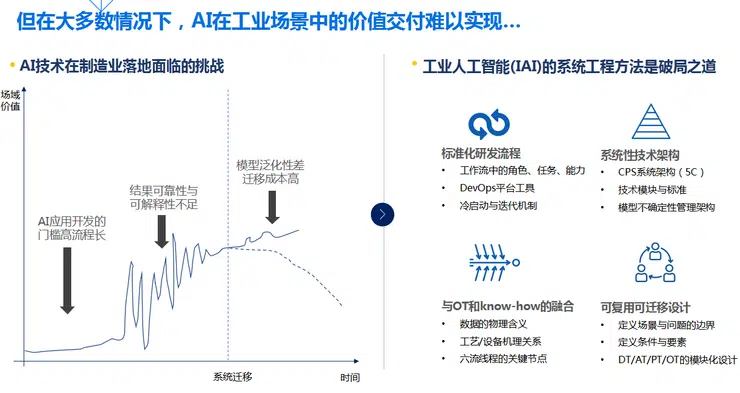 但在大多数情况下，AI在工业场景中的价值交付难以实现...
AI技术在制造业落地面临的挑战
场域
价值
AI应用开发的
门槛高流程长
结果可靠性与
可解释性不足
模型泛化性差
迁移成本高
系统迁移
时间
工业人工智能(IAI)的系统工程方法是破局之道
标准化研发流程
• 工作流中的角色、任务、能力
• DevOps平台工具
• 冷启动与迭代机制
系统性技术架构
• CPS系统架构（5C）
• 技术模块与标准
• 模型不确定性管理架构
与OT和know-how的融合
• 数据的物理含义
• 工艺/设备机理关系
• 六流线程的关键节点
可复用可迁移设计
• 定义场景与问题的边界
• 定义条件与要素
• DT/AT/PT/OT的模块化设计